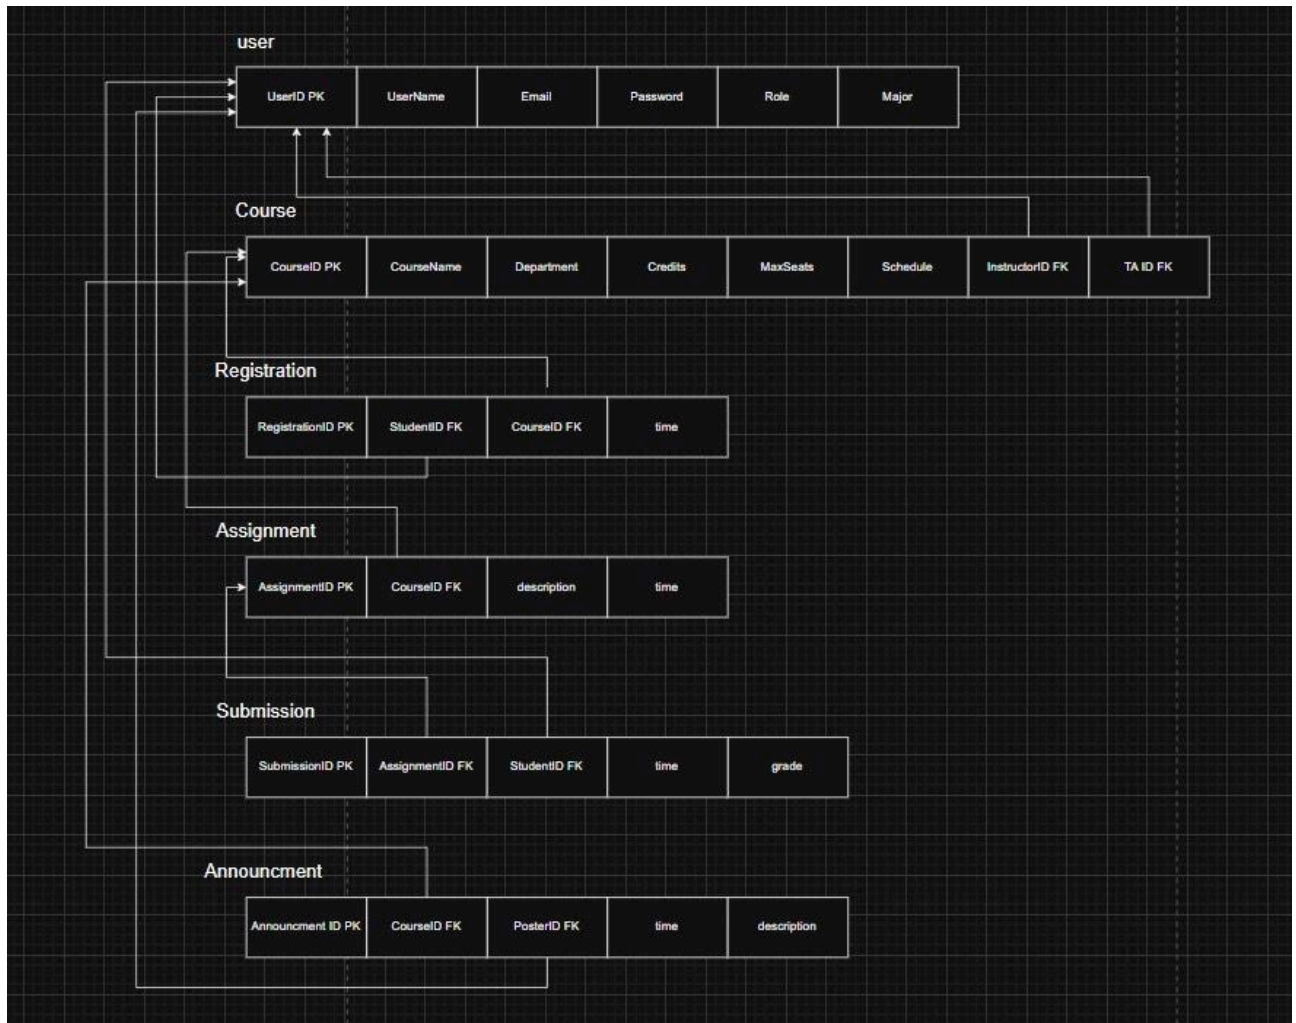 user
UserID PK UserName Email Password Role Major
Course
CourseID PK CourseName Department Credits MaxSeats Schedule InstructorID FK TA ID FK
Registration
RegistrationID PK StudentID FK CourseID FK time
Assignment
AssignmentID PK CourseID FK description time
Submission
SubmissionID PK AssignmentID FK StudentID FK time grade
Announcment
Announcment ID PK CourseID FK PosterID FK time description